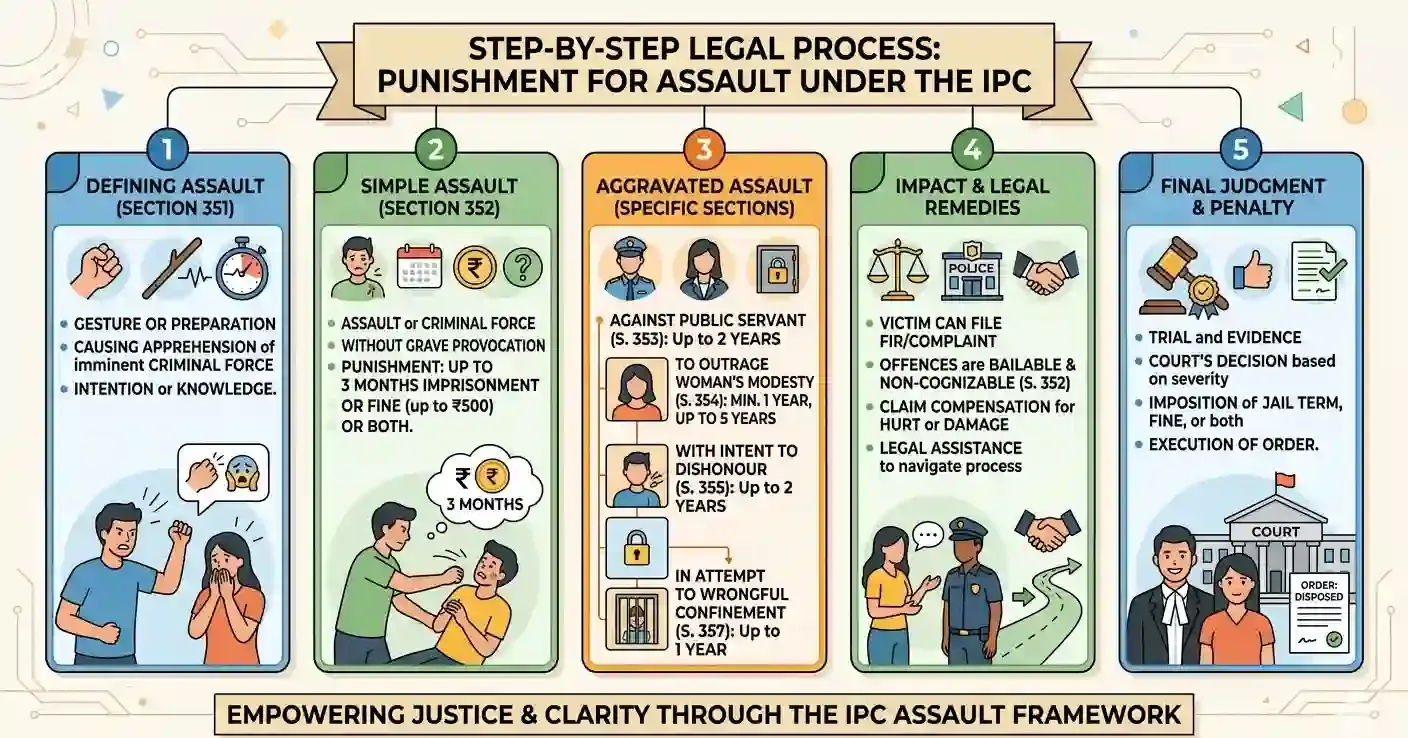 STEP-BY-STEP LEGAL PROCESS:
PUNISHMENT FOR ASSAULT UNDER THE IPC
1
DEFINING ASSAULT
(SECTION 351)
• GESTURE OR PREPARATION
• CAUSING APPREHENSION of
imminent CRIMINAL FORCE
• INTENTION or KNOWLEDGE.
2
SIMPLE ASSAULT
(SECTION 352)
₹
?
• ASSAULT or CRIMINAL FORCE
• WITHOUT GRAVE PROVOCATION
• PUNISHMENT: UP TO
3 MONTHS IMPRISONMENT
OR FINE (up to ₹500)
OR BOTH.
₹ ₹
3 MONTHS
3
AGGRAVATED ASSAULT
(SPECIFIC SECTIONS)
• AGAINST PUBLIC SERVANT
(S. 353): Up to 2 YEARS
TO OUTRAGE
WOMAN'S MODESTY
(S. 354): MIN. 1 YEAR,
UP TO 5 YEARS
WITH INTENT TO
DISHONOUR
(S. 355): Up to 2
YEARS
IN ATTEMPT
TO WRONGFUL
CONFINEMENT
(S. 357): Up to
1 YEAR
4
IMPACT & LEGAL
REMEDIES
POLICE
• VICTIM CAN FILE
FIR/COMPLAINT
• OFFENCES are BAILABLE &
NON-COGNIZABLE (S. 352)
• CLAIM COMPENSATION for
HURT or DAMAGE
• LEGAL ASSISTANCE
to navigate process
5
FINAL JUDGMENT
& PENALTY
• TRIAL and EVIDENCE
• COURT'S DECISION based
on severity
• IMPOSITION of JAIL TERM,
FINE, or both
• EXECUTION OF ORDER.
COURT
ORDER:
DISPOSED
EMPOWERING JUSTICE & CLARITY THROUGH THE IPC ASSAULT FRAMEWORK